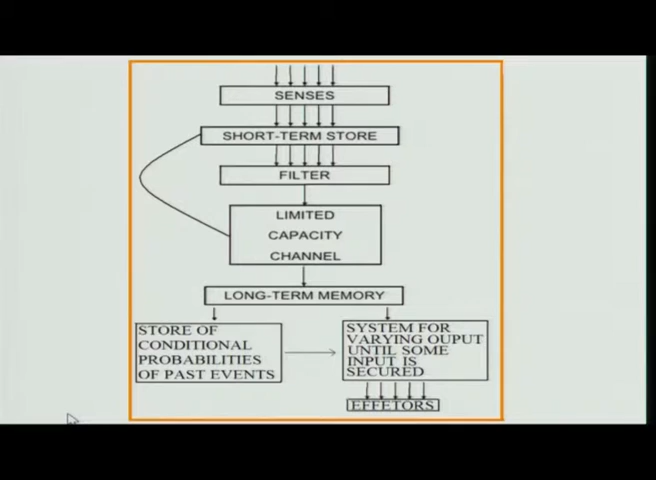 SENSES
SHORT-TERM STORE
FILTER
LIMITED
CAPACITY
CHANNEL
LONG-TERM MEMORY
STORE OF
CONDITIONAL
PROBABILITIES
OF PAST EVENTS
SYSTEM FOR
VARYING OUPUT
UNTIL SOME
INPUT IS
SECURED
EFFETORS